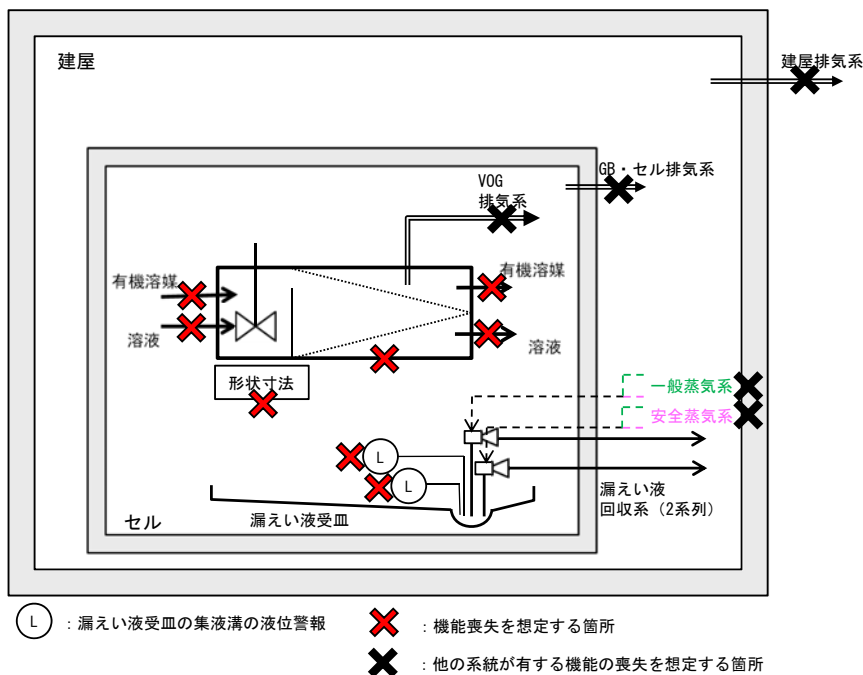 建屋
建屋排気系
GB・セル排気系
VOG
排気系
有機溶媒
有機溶媒
溶液
溶液
形状寸法
一般蒸気系
安全蒸気系
L
L
漏えい液
回収系（2系列）
漏えい液受皿
セル
L ：漏えい液受皿の集液溝の液位警報
：機能喪失を想定する箇所
：他の系統が有する機能の喪失を想定する箇所